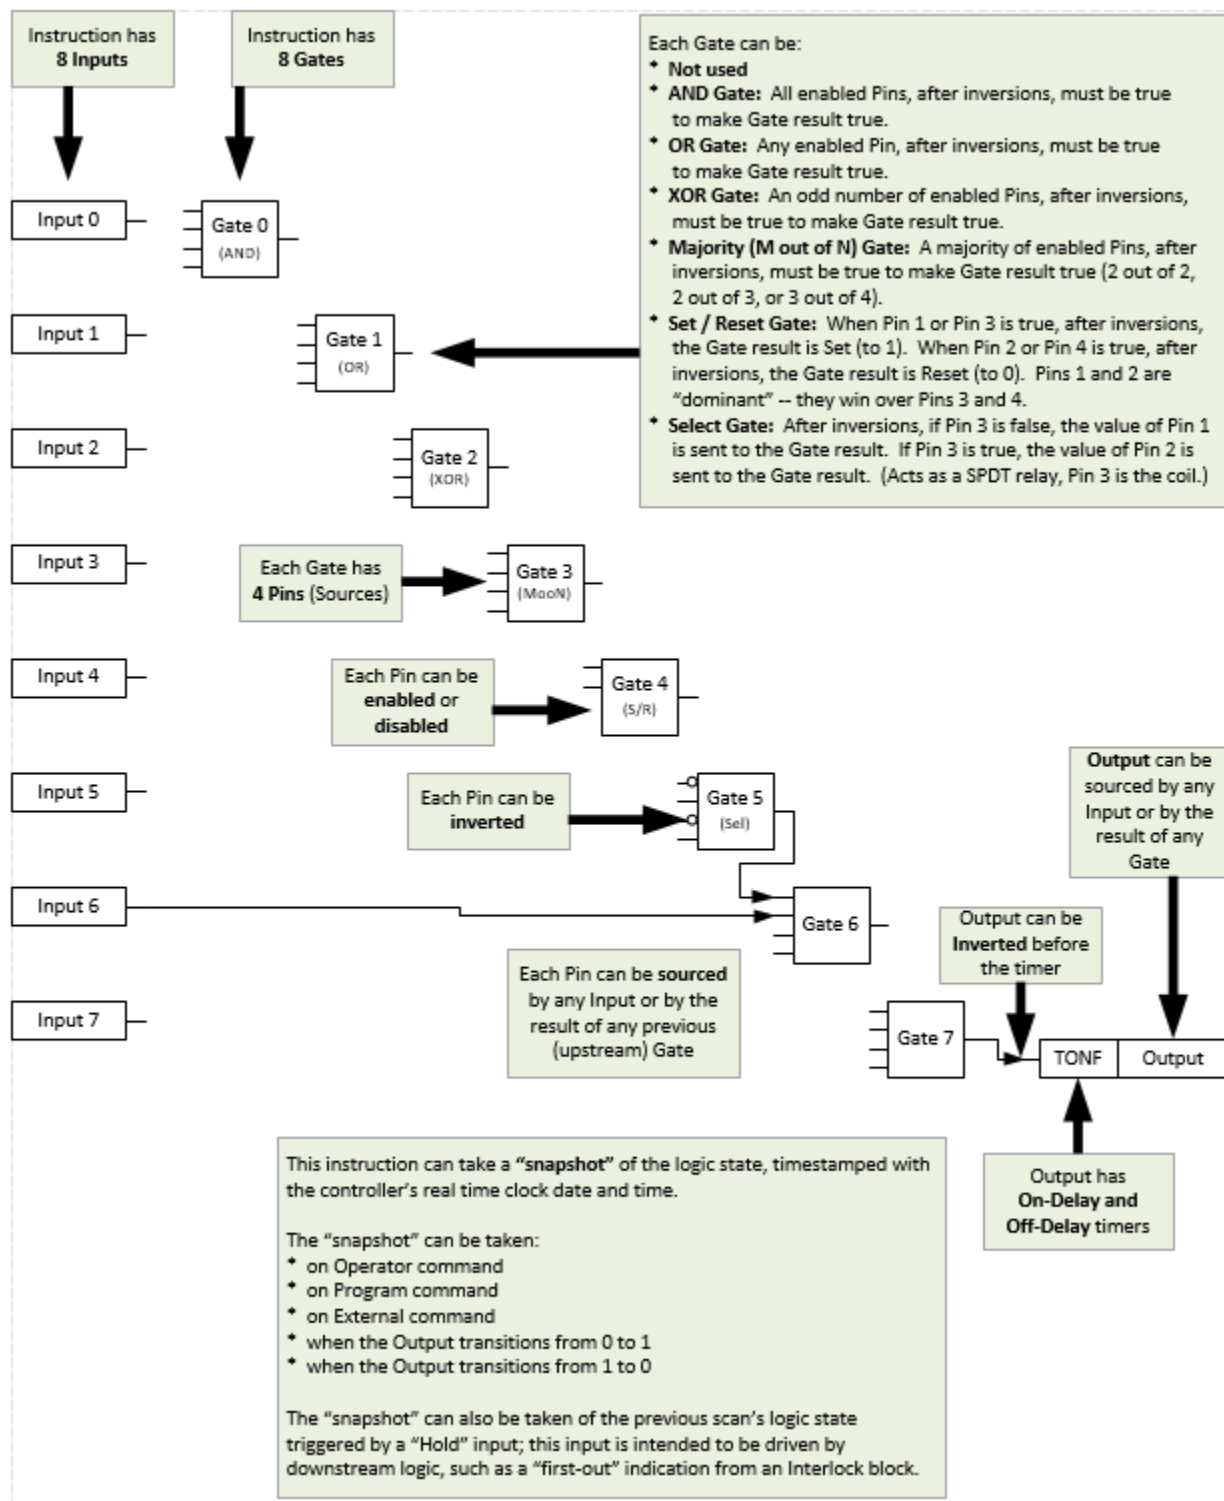 Instruction has
8 Inputs
Instruction has
8 Gates
Each Gate can be:
* Not used
* AND Gate: All enabled Pins, after inversions, must be true
to make Gate result true.
* OR Gate: Any enabled Pin, after inversions, must be true
to make Gate result true.
* XOR Gate: An odd number of enabled Pins, after inversions,
must be true to make Gate result true.
* Majority (M out of N) Gate: A majority of enabled Pins, after
inversions, must be true to make Gate result true (2 out of 2,
2 out of 3, or 3 out of 4).
* Set / Reset Gate: When Pin 1 or Pin 3 is true, after inversions,
the Gate result is Set (to 1). When Pin 2 or Pin 4 is true, after
inversions, the Gate result is Reset (to 0). Pins 1 and 2 are
“dominant” -- they win over Pins 3 and 4.
* Select Gate: After inversions, if Pin 3 is false, the value of Pin 1
is sent to the Gate result. If Pin 3 is true, the value of Pin 2 is
sent to the Gate result. (Acts as a SPDT relay, Pin 3 is the coil.)
Input 0
Gate 0
(AND)
Input 1
Gate 1
(OR)
Input 2
Gate 2
(XOR)
Input 3
Each Gate has
4 Pins (Sources)
Gate 3
(MooN)
Input 4
Each Pin can be
enabled or
disabled
Gate 4
(S/R)
Input 5
Each Pin can be
inverted
Gate 5
(Sel)
Output can be
sourced by any
Input or by the
result of any
Gate
Input 6
Gate 6
Output can be
Inverted before
the timer
Each Pin can be sourced
by any Input or by the
result of any previous
(upstream) Gate
Input 7
Gate 7
TONF
Output
Output has
On-Delay and
Off-Delay timers
This instruction can take a “snapshot” of the logic state, timestamped with
the controller’s real time clock date and time.
The “snapshot” can be taken:
* on Operator command
* on Program command
* on External command
* when the Output transitions from 0 to 1
* when the Output transitions from 1 to 0
The “snapshot” can also be taken of the previous scan’s logic state
triggered by a “Hold” input; this input is intended to be driven by
downstream logic, such as a “first-out” indication from an Interlock block.